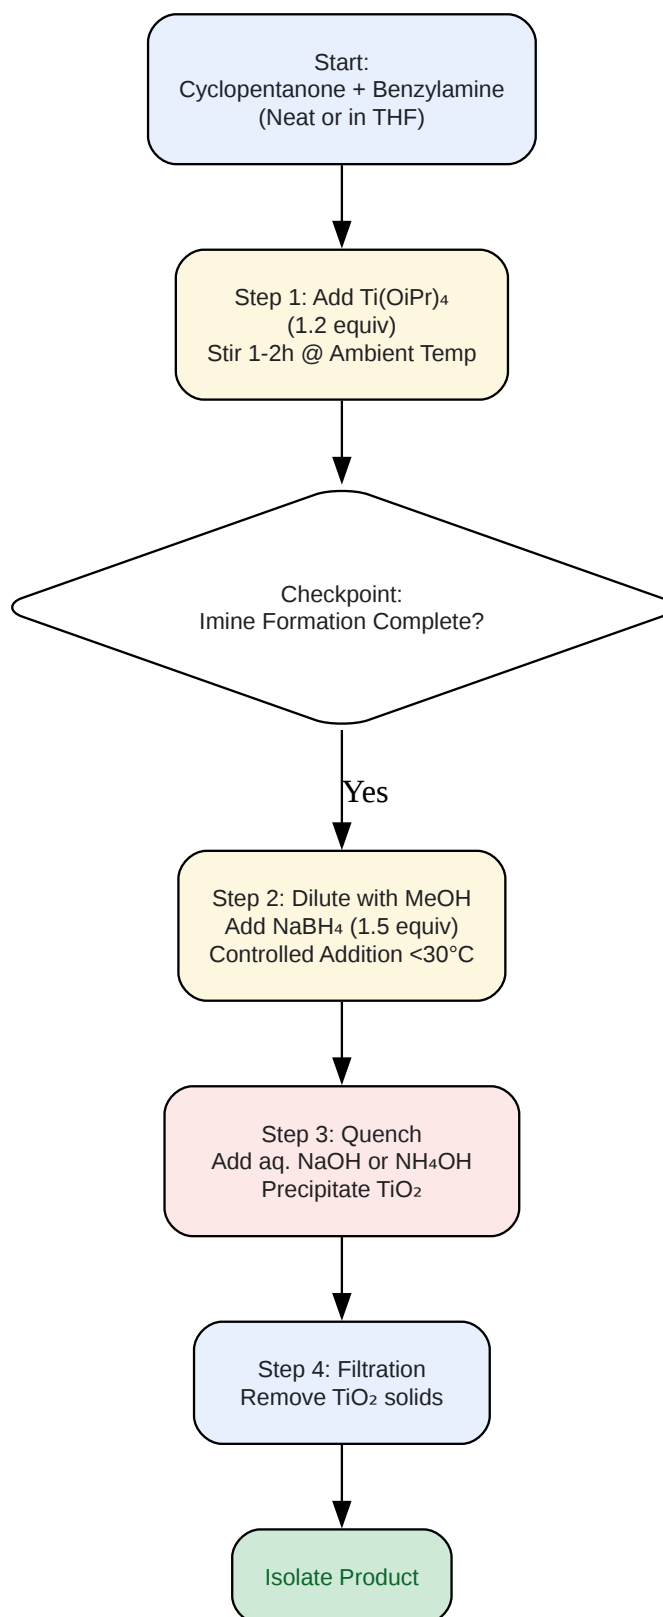 Start:
Cyclopentanone + Benzylamine
(Neat or in THF)
Step 1: Add Ti(OiPr)₄
(1.2 equiv)
Stir 1-2h @ Ambient Temp
Checkpoint:
Imine Formation Complete?
Yes
Step 2: Dilute with MeOH
Add NaBH₄ (1.5 equiv)
Controlled Addition <30°C
Step 3: Quench
Add aq. NaOH or NH₄OH
Precipitate TiO₂
Step 4: Filtration
Remove TiO₂ solids
Isolate Product